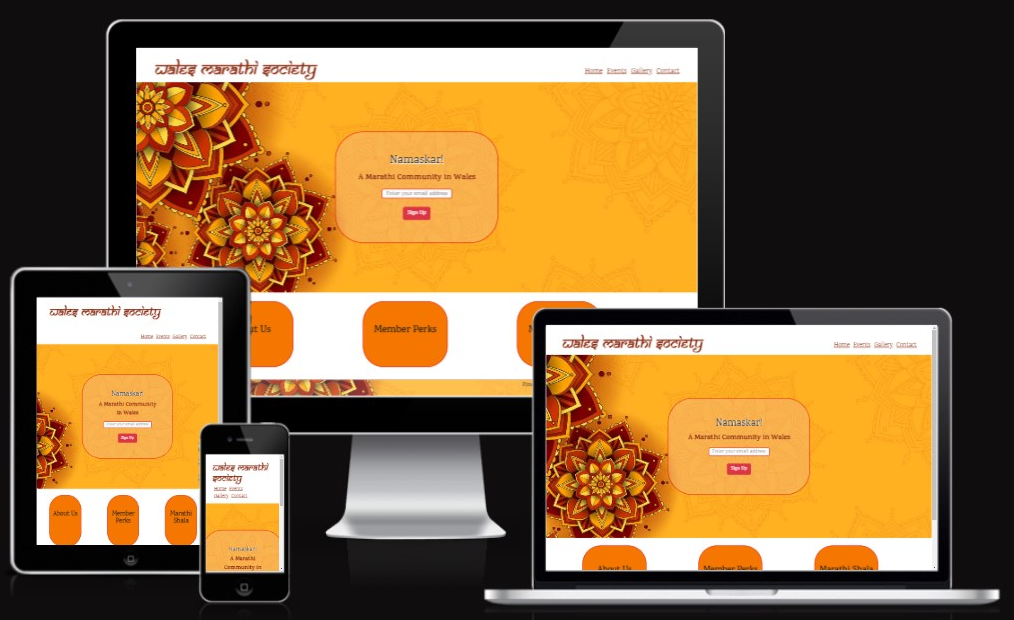 wales marathi society
Home Events Gallery Contact
Namaskar!
A Marathi Community in Wales
Enter your email address
Sign Up
ut Us
Member Perks
wales marathi society
Home Events Gallery Contact
Namaskar!
A Marathi Community
in Wales
Enter your email address
Sign Up
About Us
Member
Perks
Marathi
Shala
wales marathi society
Home Events
Gallery Contact
Namaskar!
A Marathi
Community in
wales marathi society
Home Events Gallery Contact
Namaskar!
A Marathi Community in Wales
Enter your email address
Sign Up
About Us
Member Perks
Marathi Shala